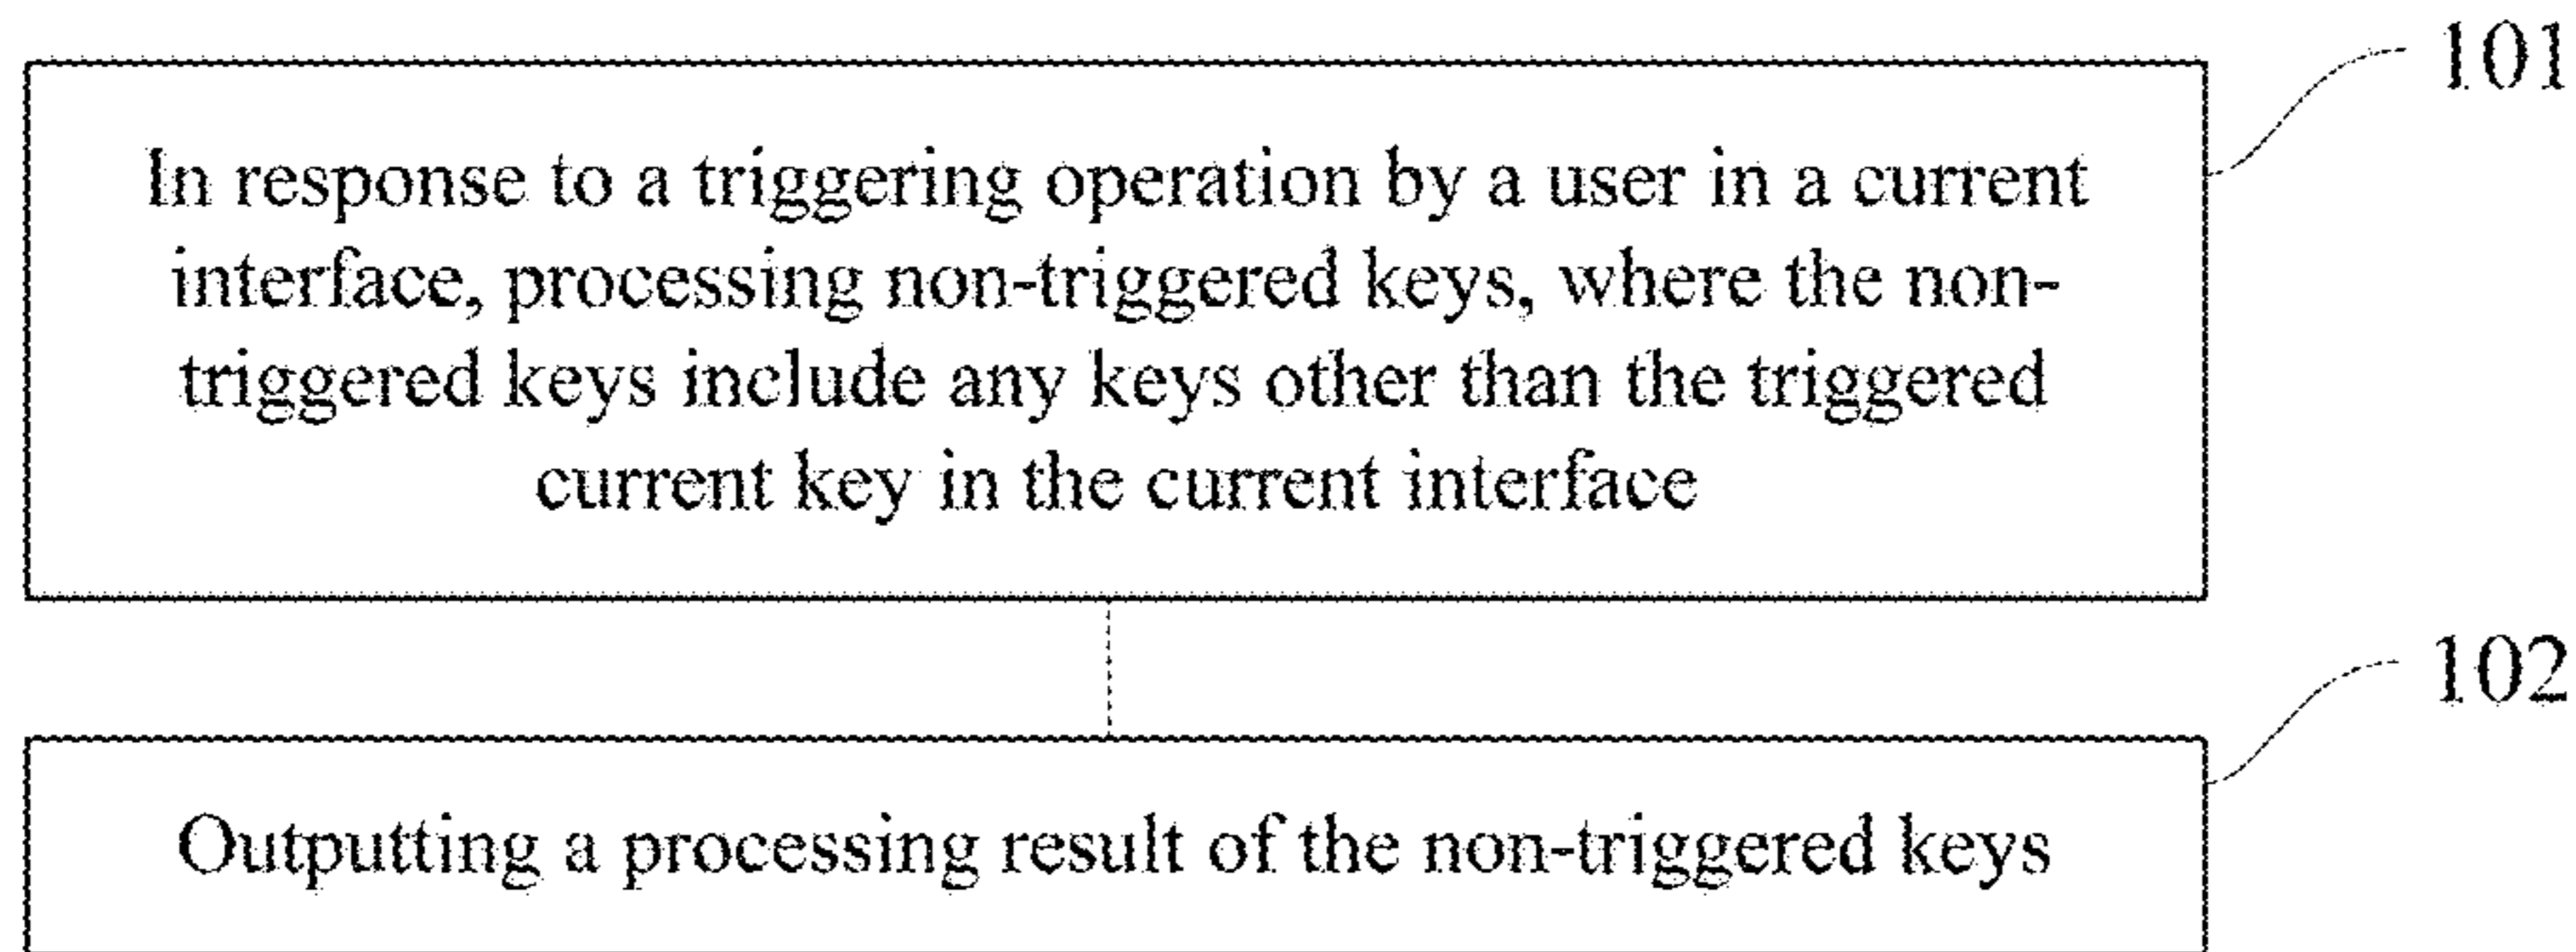 101
In response to a triggering operation by a user in a current
interface, processing non-triggered keys, where the non-
triggered keys include any keys other than the triggered
current key in the current interface
102
Outputting a processing result of the non-triggered keys